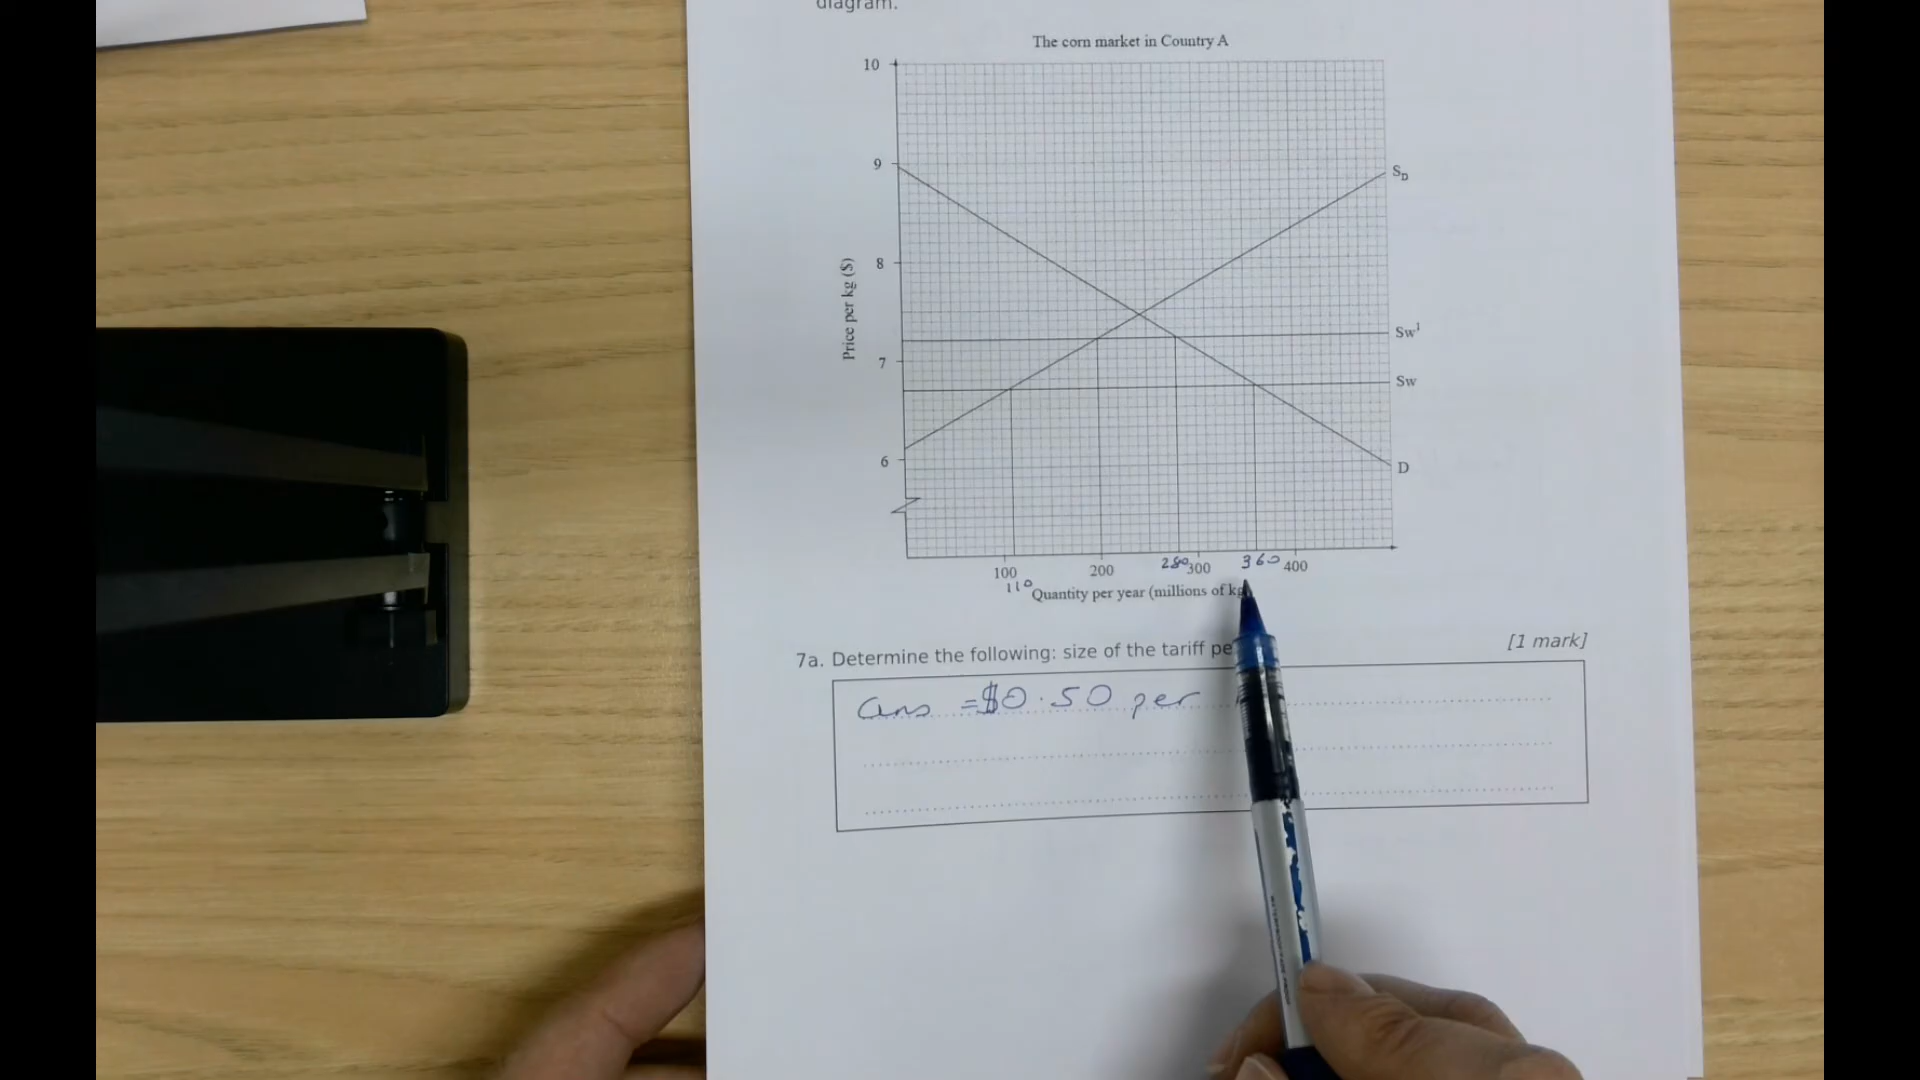 diagram.
The corn market in Country A
10
9
8
7
6
Price per kg ($)
S_D
Sw¹
Sw
D
100 200 280 300 360 400
110
Quantity per year (millions of kg
7a. Determine the following: size of the tariff
[1 mark]
Ans =$0.50 per